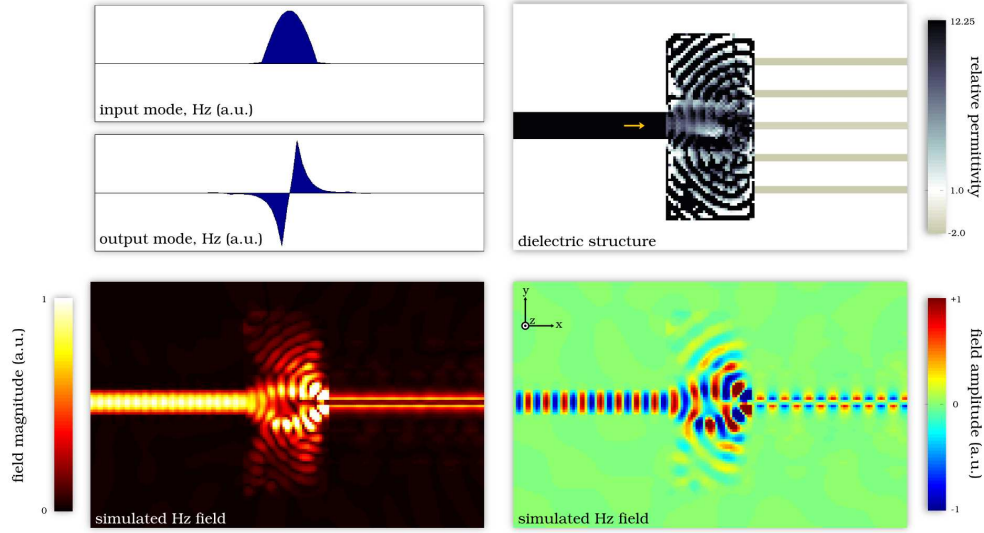 input mode, Hz (a.u.)
output mode, Hz (a.u.)
dielectric structure
12.25
1.0
-2.0
relative permittivity
field magnitude (a.u.)
1
0
simulated Hz field
y
z
x
simulated Hz field
+1
0
-1
field amplitude (a.u.)